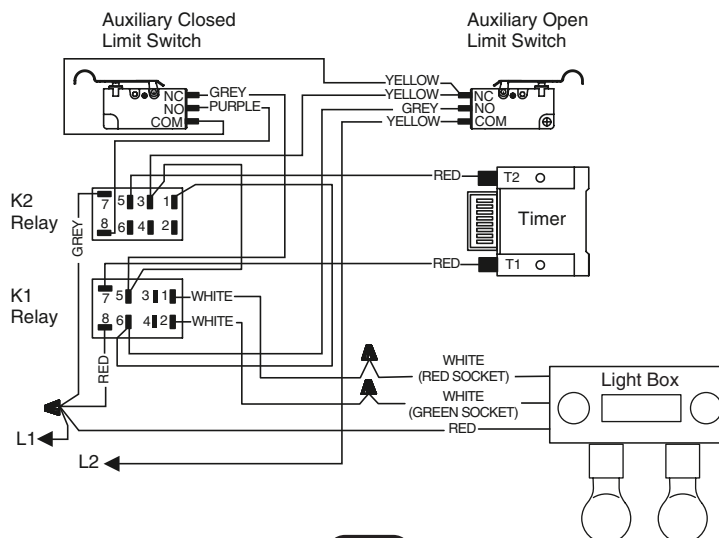 Auxiliary Closed
Limit Switch
Auxiliary Open
Limit Switch
NC
NO
COM
GREY
PURPLE
YELLOW
YELLOW
GREY
YELLOW
NC
NO
COM
K2
Relay
7 5 3 1
8 6 4 2
GREY
RED
T2
Timer
RED
T1
K1
Relay
7 5 3 1
8 6 4 2
WHITE
WHITE
RED
WHITE
(RED SOCKET)
WHITE
(GREEN SOCKET)
RED
Light Box
L1
L2